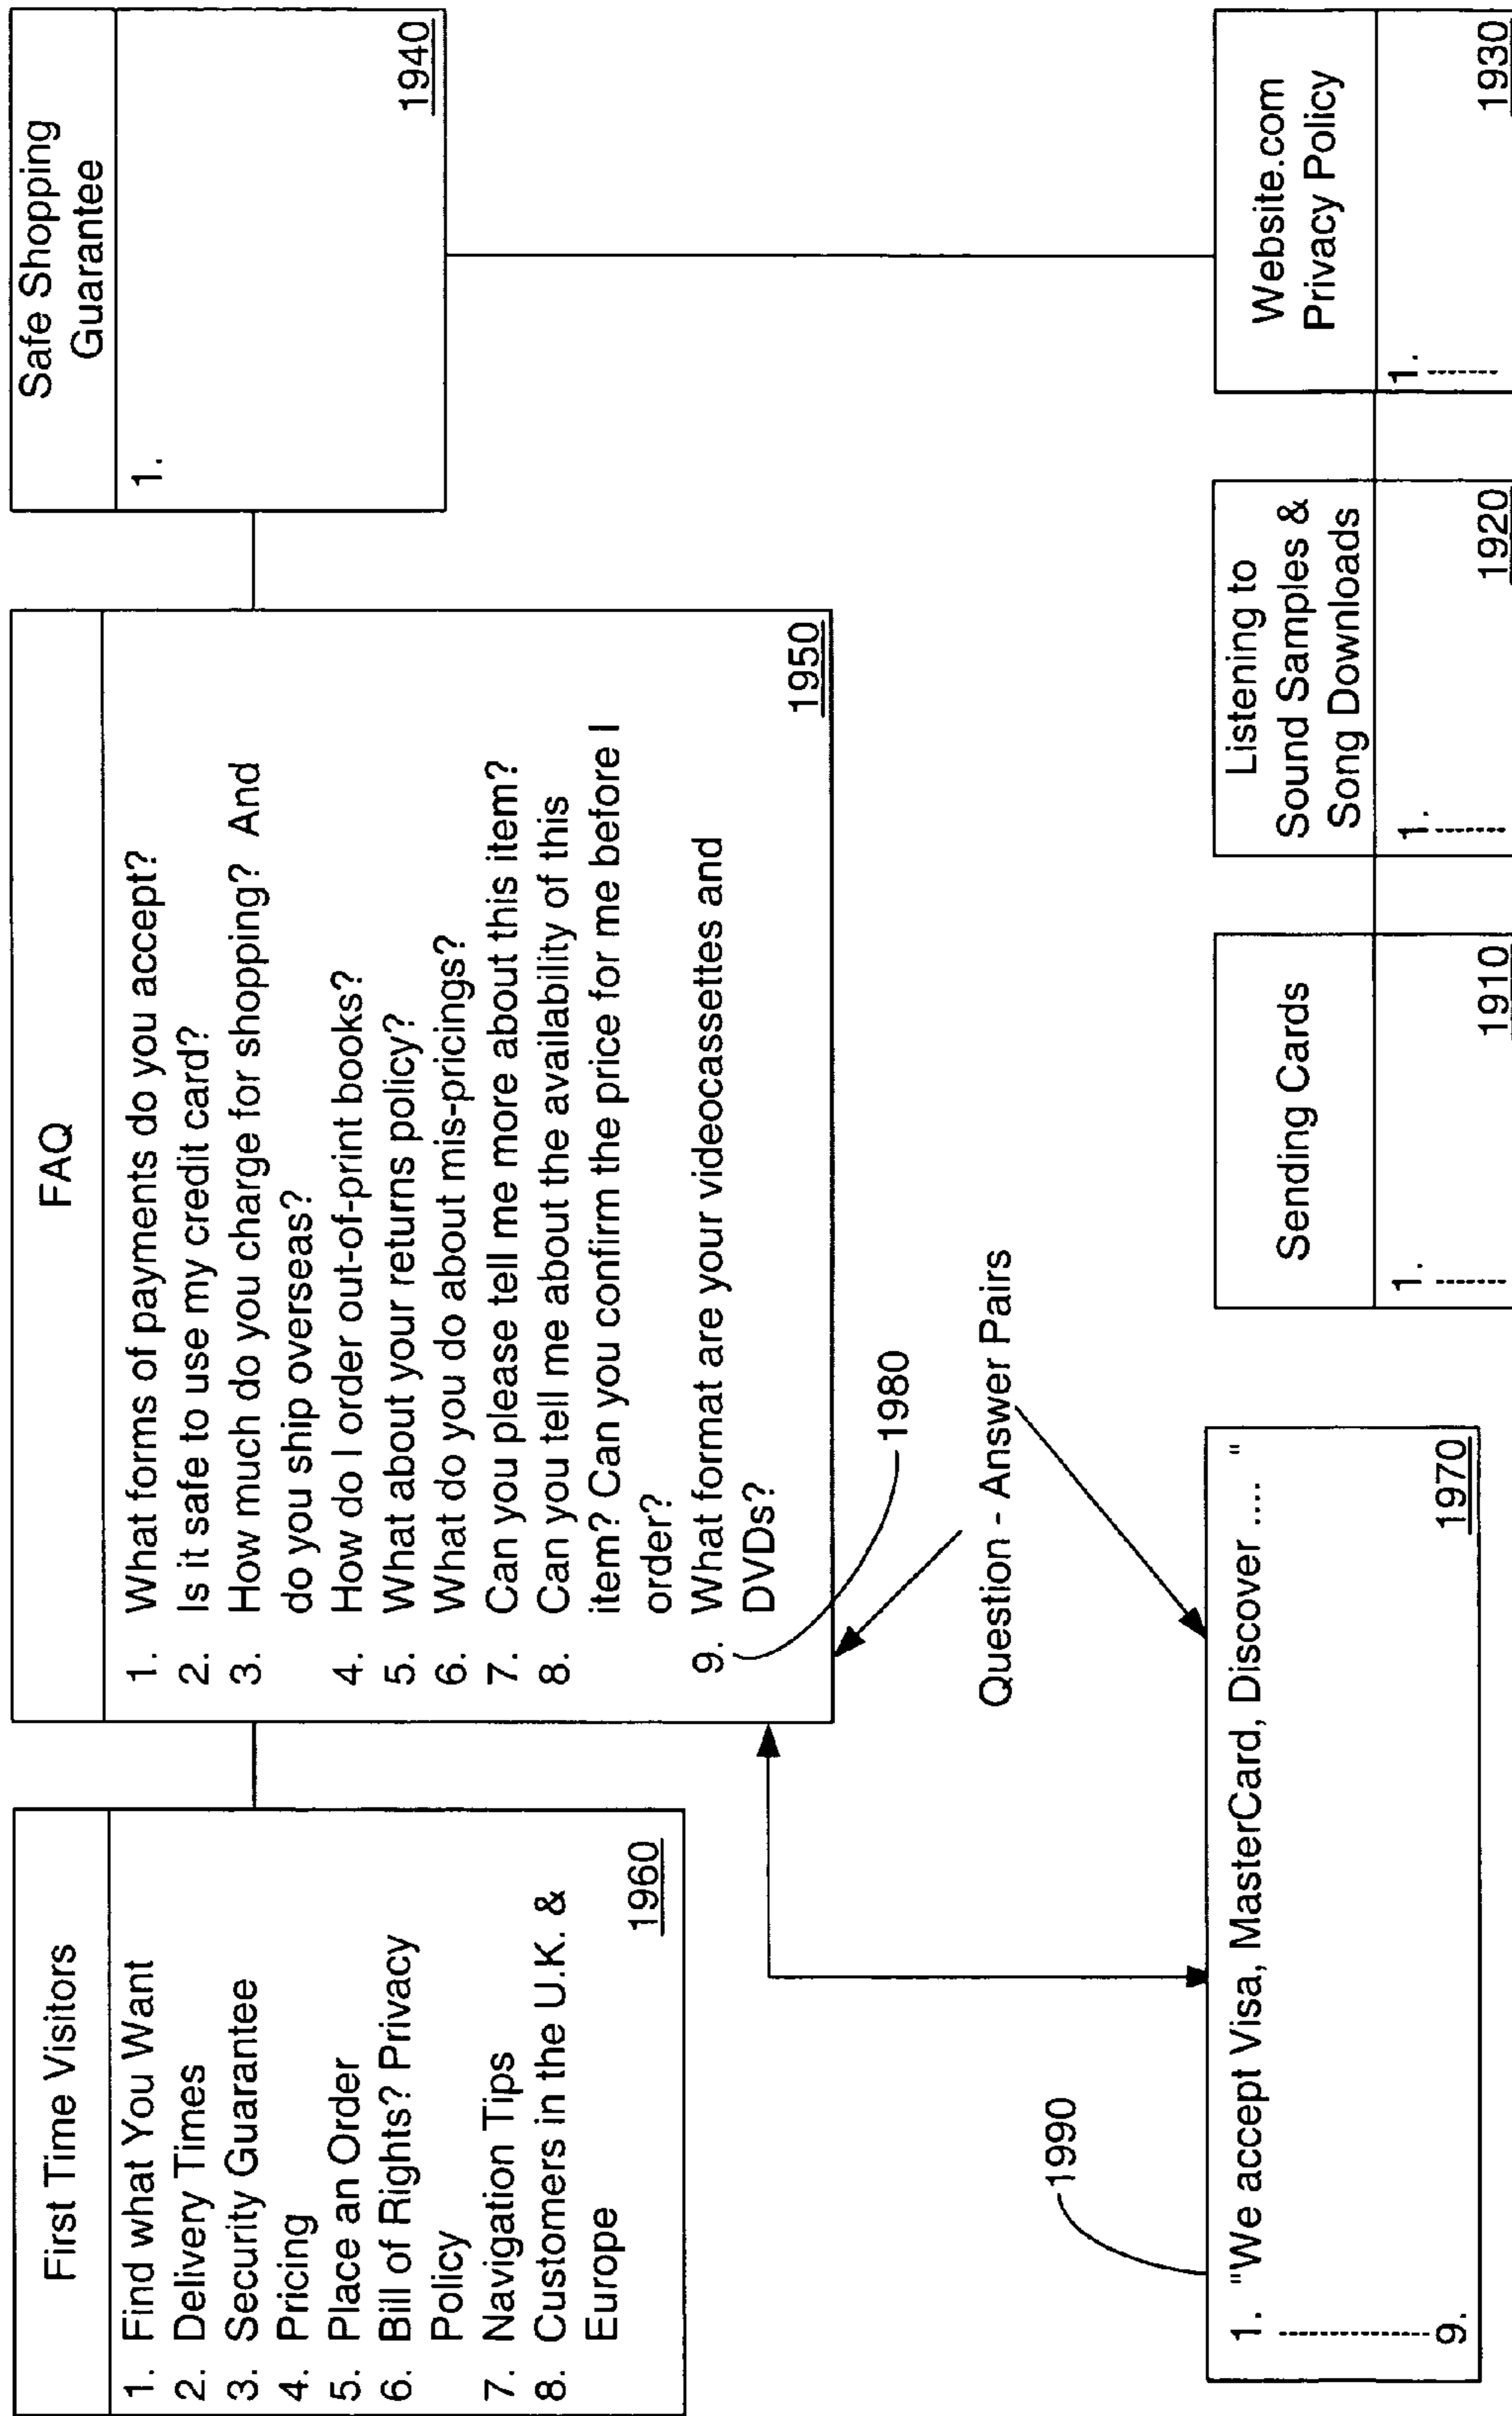 First Time Visitors
1. Find what You Want
2. Delivery Times
3. Security Guarantee
4. Pricing
5. Place an Order
6. Bill of Rights? Privacy
Policy
7. Navigation Tips
8. Customers in the U.K. &
Europe
1960
FAQ
1. What forms of payments do you accept?
2. Is it safe to use my credit card?
3. How much do you charge for shopping? And
do you ship overseas?
4. How do I order out-of-print books?
5. What about your returns policy?
6. What do you do about mis-pricings?
7. Can you please tell me more about this item?
8. Can you tell me about the availability of this
item? Can you confirm the price for me before I
order?
9. What format are your videocassettes and
DVDs?
1950
Safe Shopping
Guarantee
1.
1940
1980
Question - Answer Pairs
1990
1. "We accept Visa, MasterCard, Discover .... "
9.
1970
Sending Cards
1.
1910
Listening to
Sound Samples &
Song Downloads
1.
1920
Website.com
Privacy Policy
1.
1930